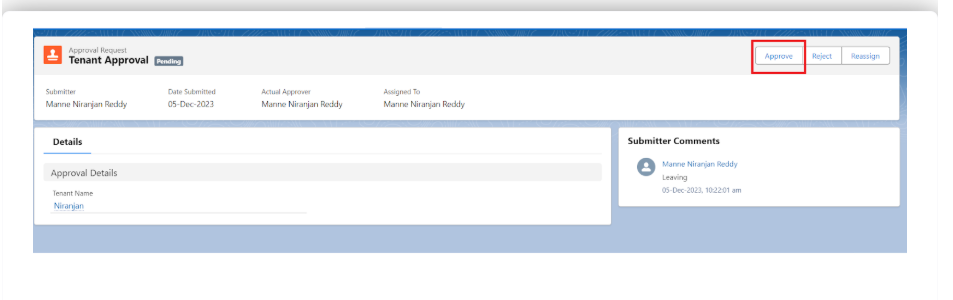 Approval Request
Tenant Approval Pending
Approve Reject Reassign
Submitter Date Submitted Actual Approver Assigned To
Manne Niranjan Reddy 05-Dec-2023 Manne Niranjan Reddy Manne Niranjan Reddy
Details
Approval Details
Tenant Name
Niranjan
Submitter Comments
Manne Niranjan Reddy
Leaving
05-Dec-2023, 10:22:01 am